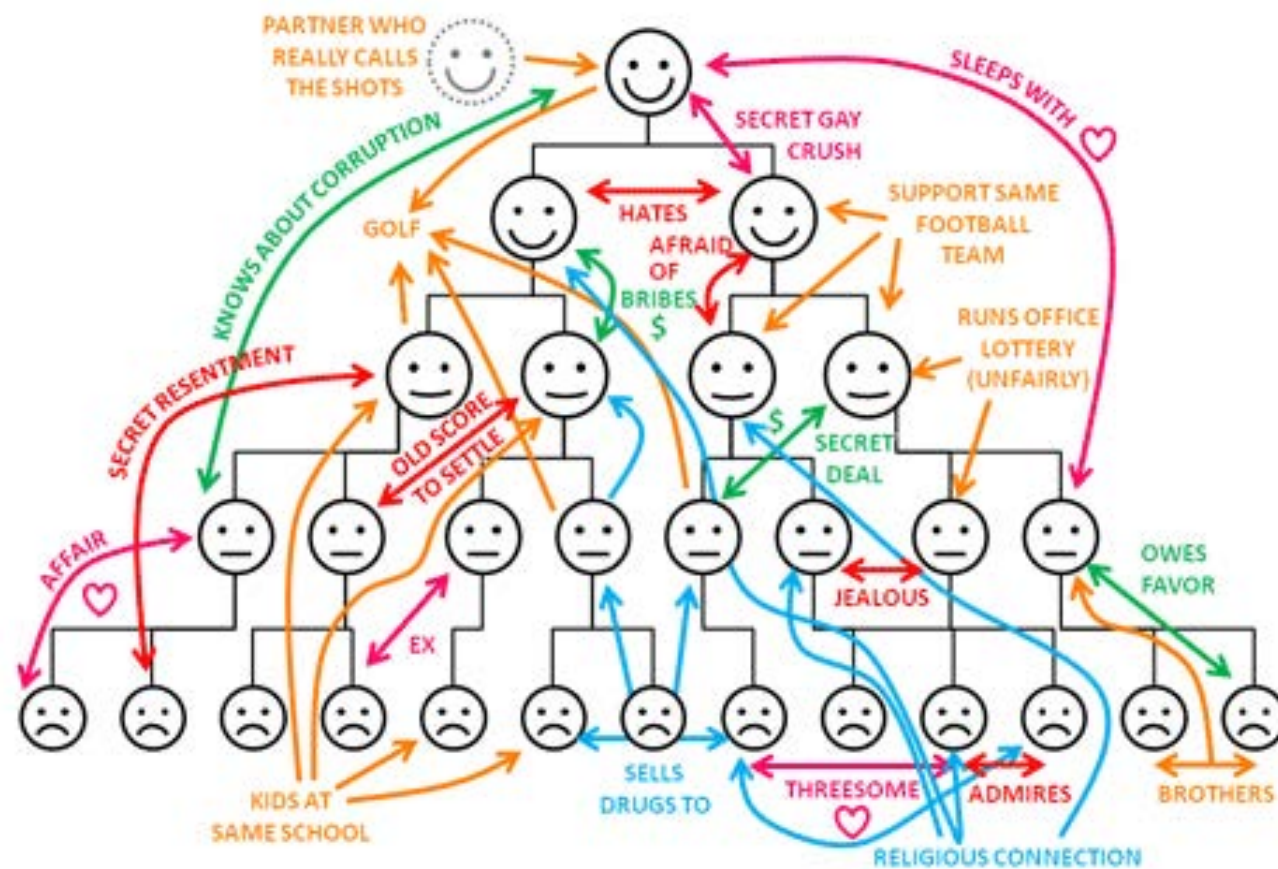 PARTNER WHO
REALLY CALLS
THE SHOTS
SLEEPS WITH
SECRET GAY
CRUSH
KNOWS ABOUT CORRUPTION
GOLF
HATES
SUPPORT SAME
FOOTBALL
TEAM
AFRAID
OF
BRIBES
$
RUNS OFFICE
LOTTERY
(UNFAIRLY)
SECRET RESENTMENT
OLD SCORE
TO SETTLE
$
SECRET
DEAL
AFFAIR
EX
JEALOUS
OWES
FAVOR
KIDS AT
SAME SCHOOL
SELLS
DRUGS TO
THREESOME
ADMIRES
BROTHERS
RELIGIOUS CONNECTION